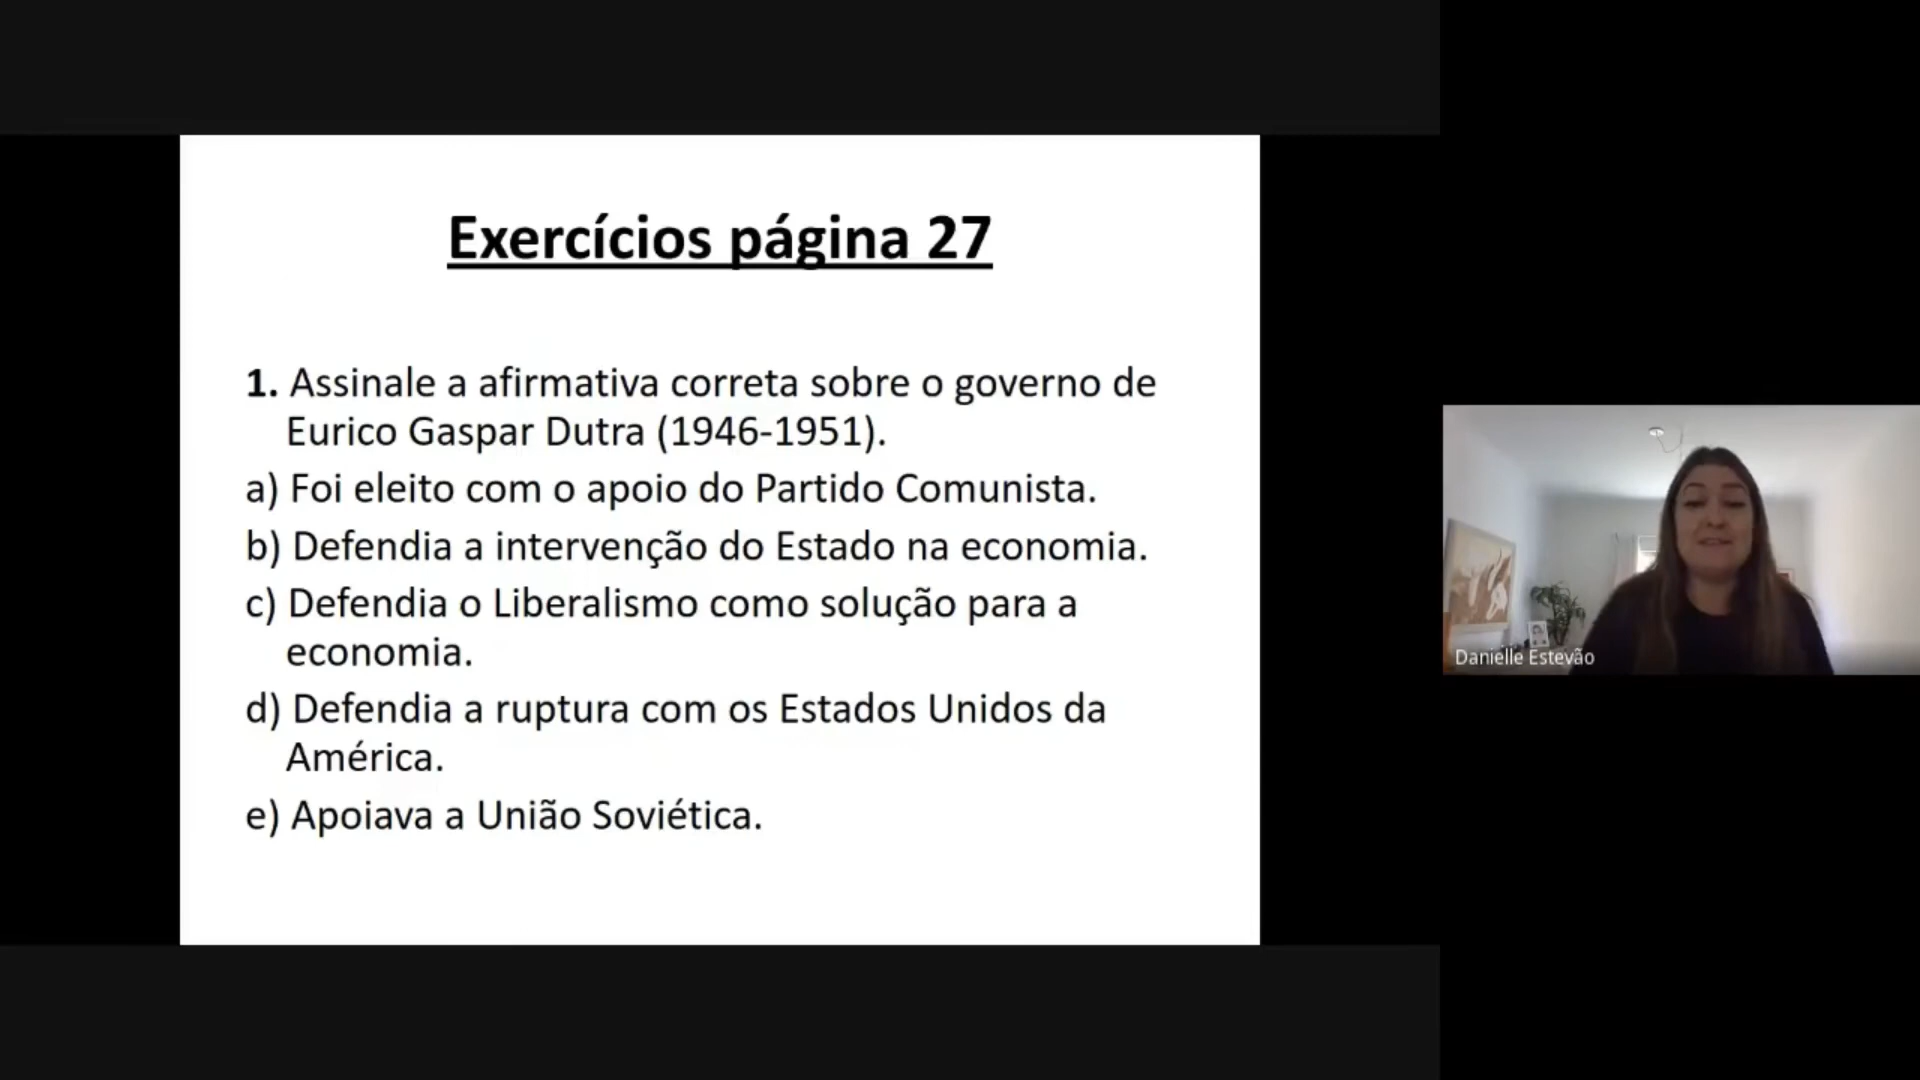 Exercícios página 27
1. Assinale a afirmativa correta sobre o governo de
Eurico Gaspar Dutra (1946-1951).
a) Foi eleito com o apoio do Partido Comunista.
b) Defendia a intervenção do Estado na economia.
c) Defendia o Liberalismo como solução para a
economia.
d) Defendia a ruptura com os Estados Unidos da
América.
e) Apoiava a União Soviética.
Danielle Estevão